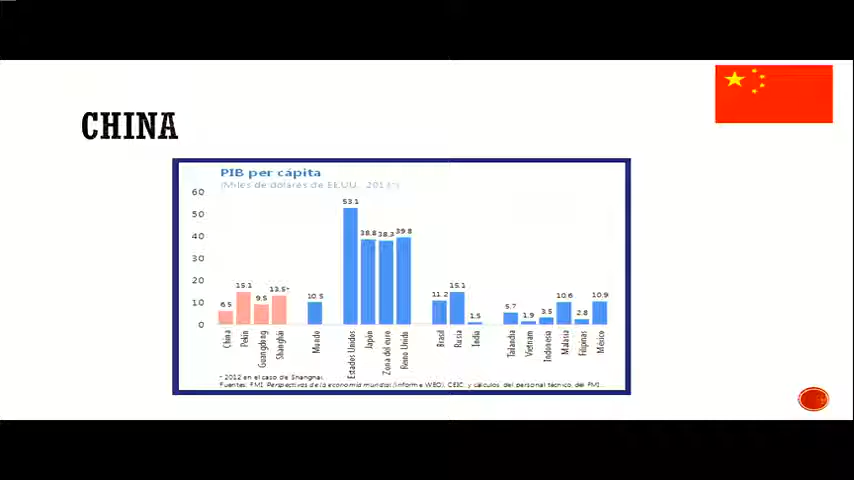 CHINA
PIB per cápita
(Miles de dólares de EE.UU., 2013*)
60
50
40
30
20
10
0
6.5
15.1
9.5
13.5*
10.5
53.1
38.8
38.3
39.8
11.2
15.1
1.5
5.7
1.9
3.5
10.6
2.8
10.9
China
Pekín
Guangdong
Shanghái
Mundo
Estados Unidos
Japón
Zona del euro
Reino Unido
Brasil
Rusia
India
Tailandia
Vietnam
Indonesia
Malasia
Filipinas
México
* 2012 en el caso de Shanghai.
Fuentes: FMI, Perspectivas de la economía mundial (informe WEO), CEIC, y cálculos del personal técnico del FMI.